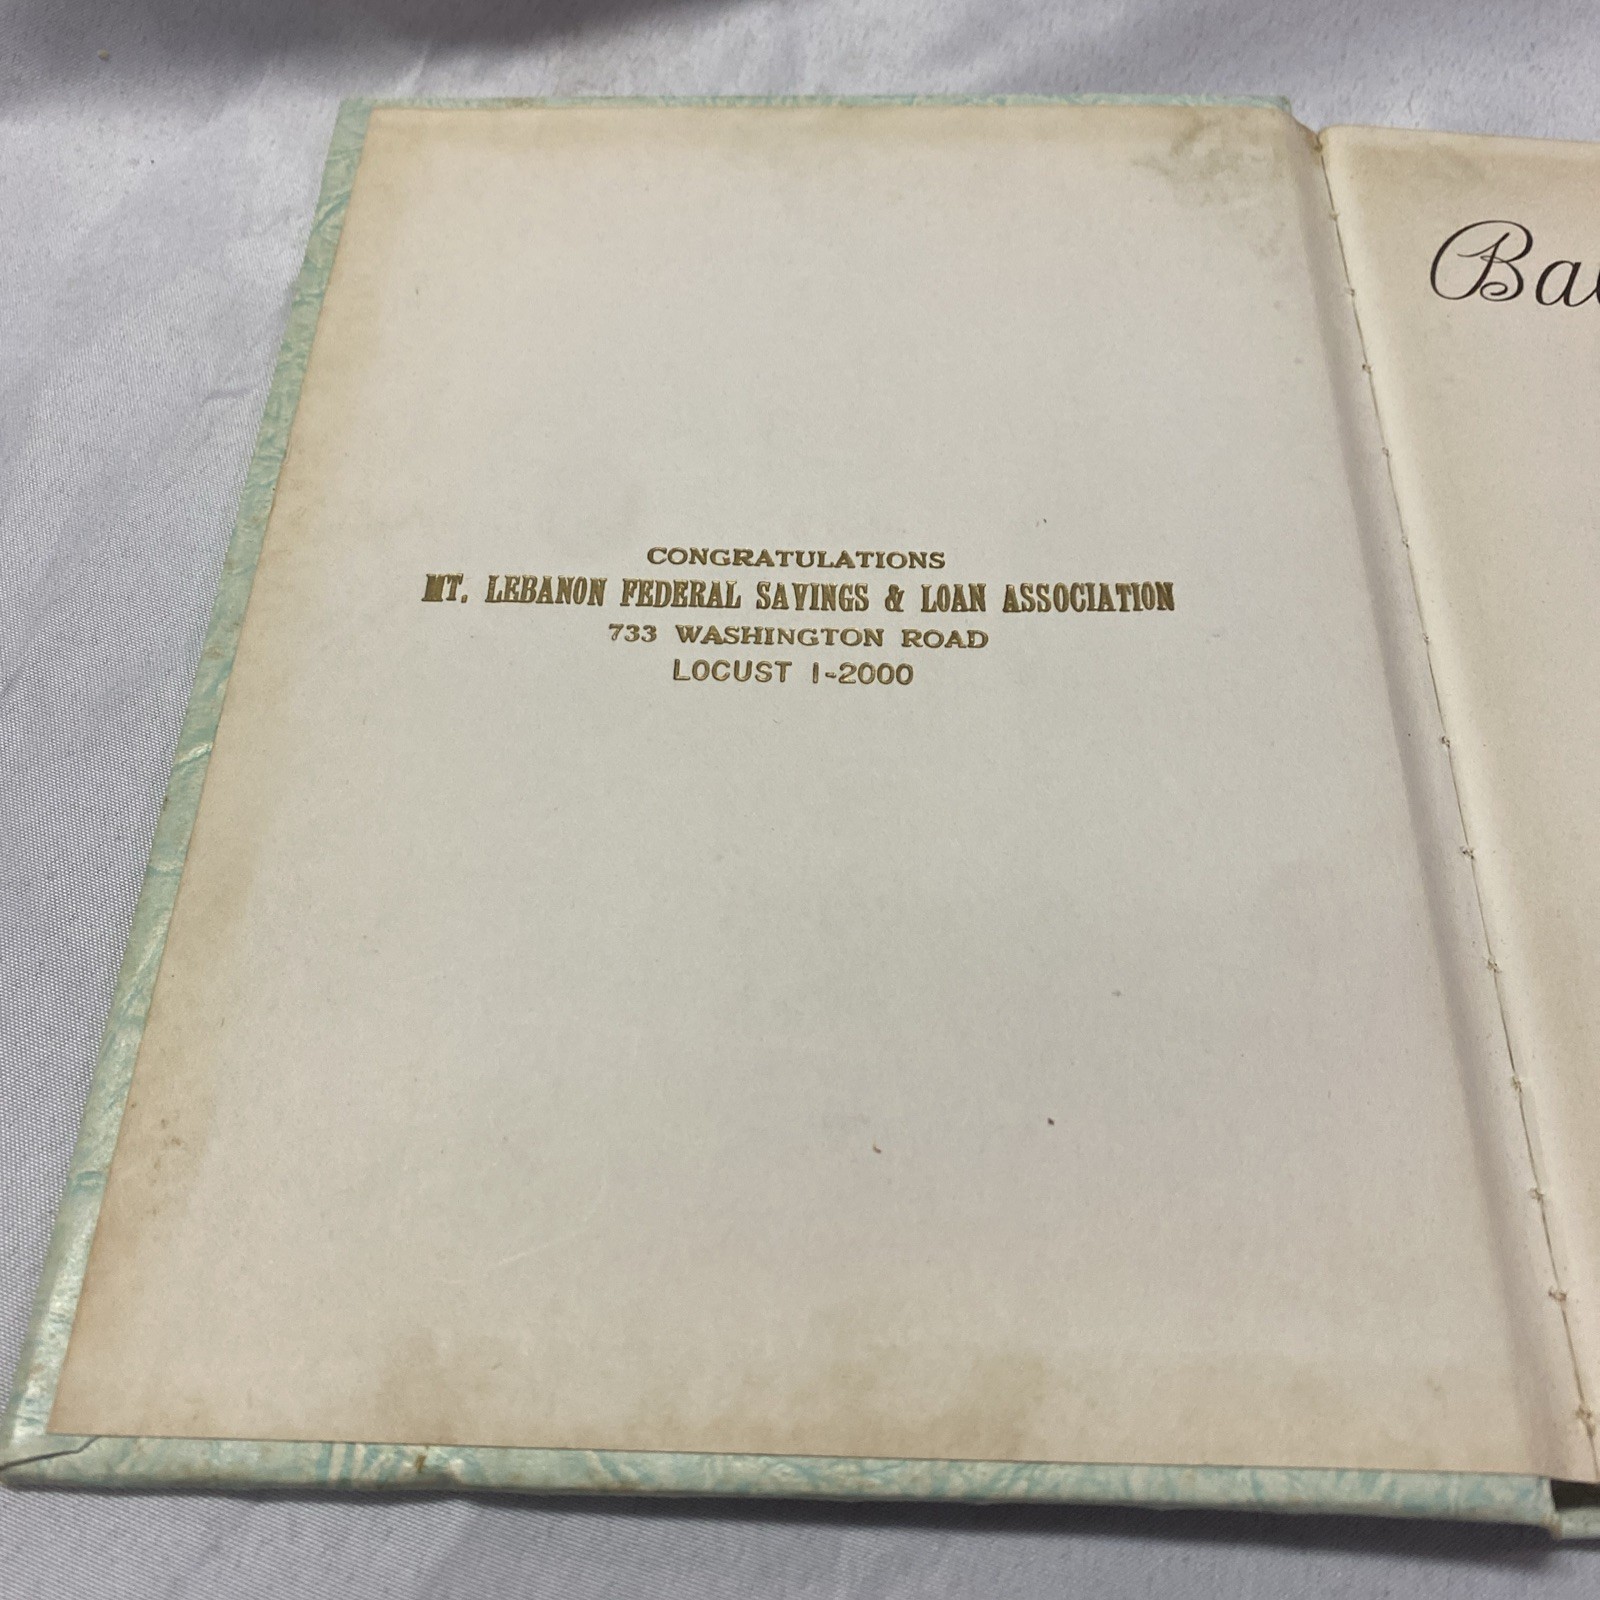 CONGRATULATIONS
MT. LEBANON FEDERAL SAVINGS & LOAN ASSOCIATION
733 WASHINGTON ROAD
LOCUST 1-2000